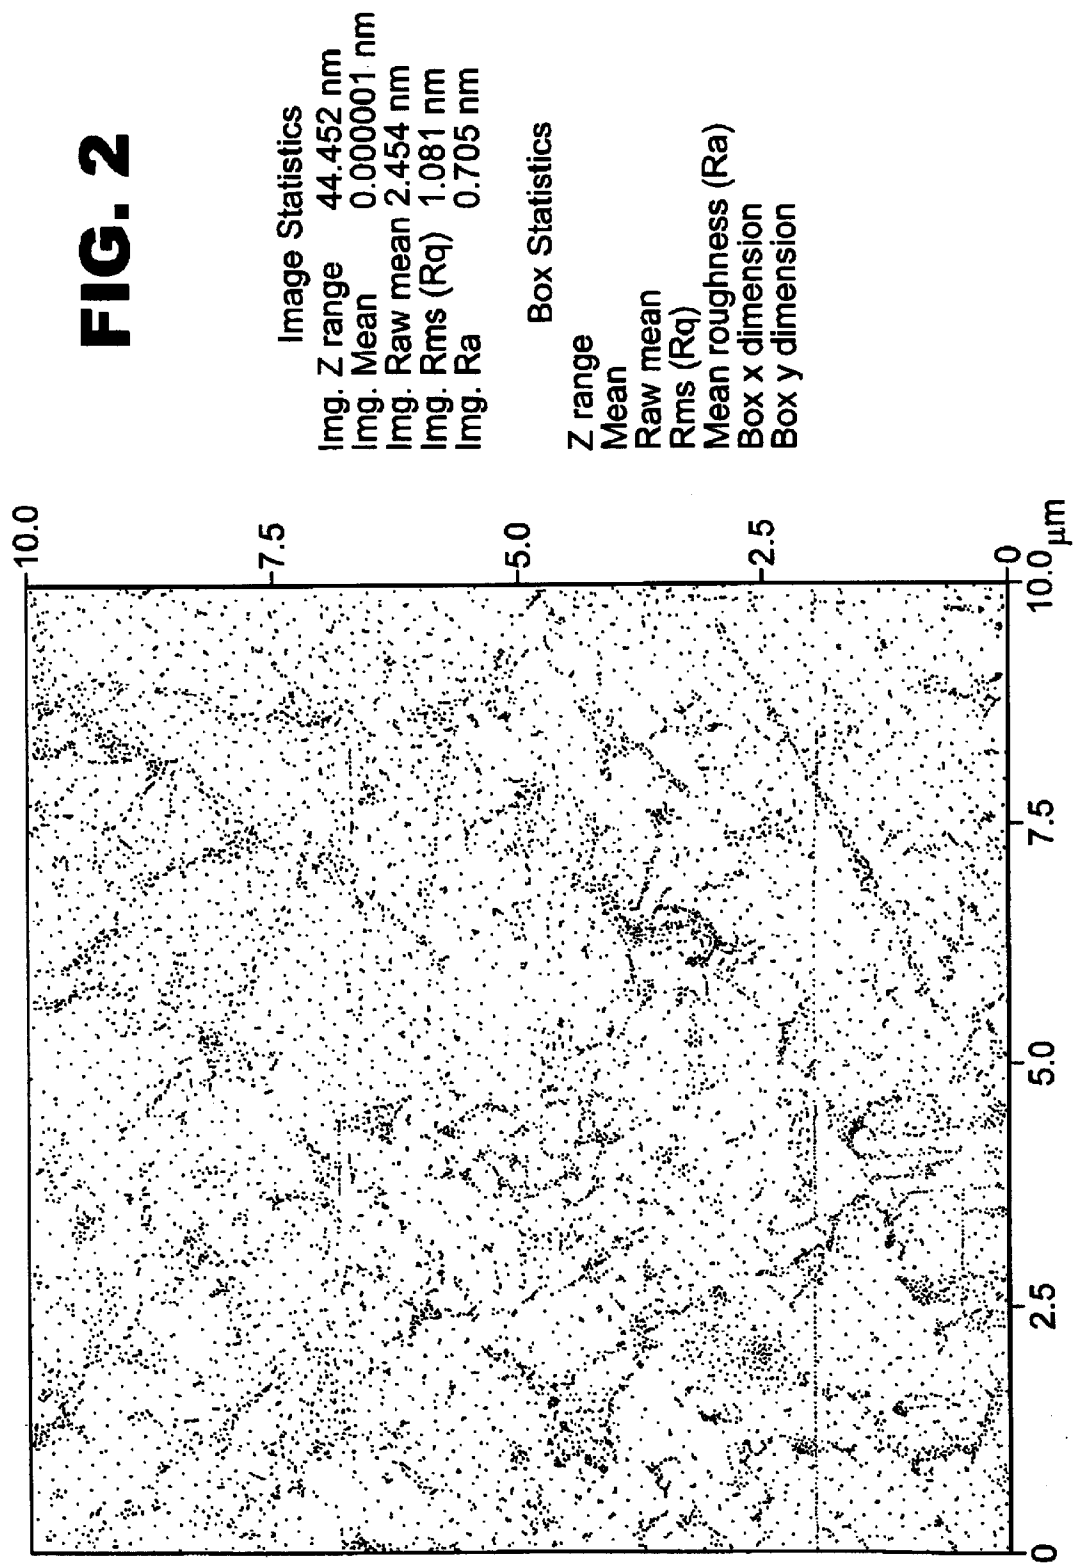 FIG. 2
Image Statistics
Img. Z range 44.452 nm
Img. Mean 0.000001 nm
Img. Raw mean 2.454 nm
Img. Rms (Rq) 1.081 nm
Img. Ra 0.705 nm
Box Statistics
Z range
Mean
Raw mean
Rms (Rq)
Mean roughness (Ra)
Box x dimension
Box y dimension
10.0
7.5
5.0
2.5
0
0
2.5
5.0
7.5
10.0 µm